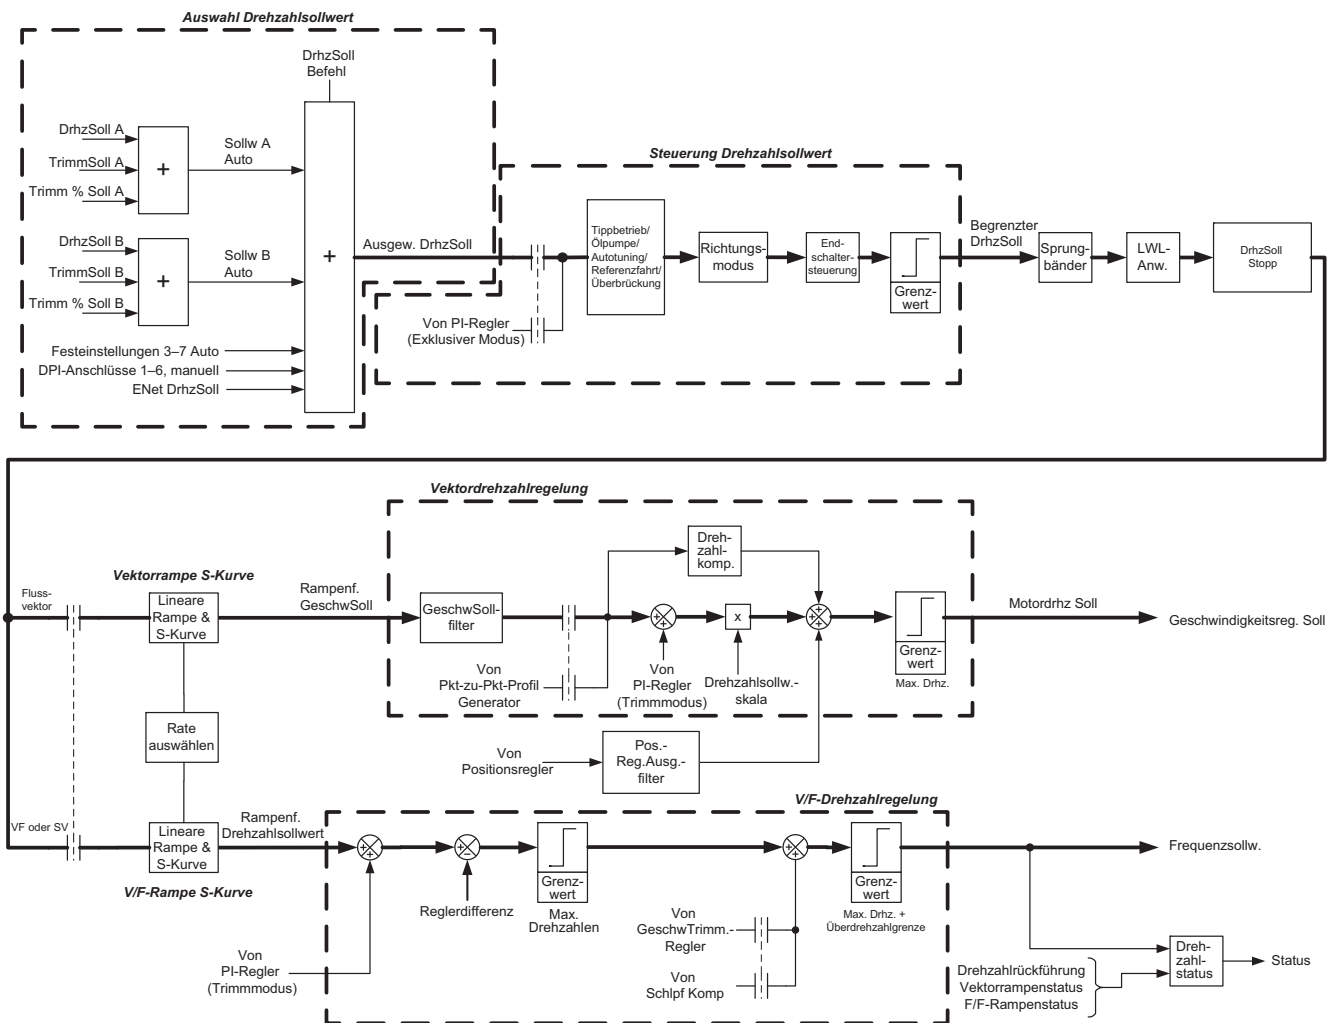 Auswahl Drehzahlsollwert
DrhzSoll
Befehl
DrhzSoll A
TrimmSoll A
Trimm % Soll A
+
Sollw A
Auto
DrhzSoll B
TrimmSoll B
Trimm % Soll B
+
Sollw B
Auto
Festeinstellungen 3–7 Auto
DPI-Anschlüsse 1–6, manuell
ENet DrhzSoll
+
Ausgew. DrhzSoll
Steuerung Drehzahlsollwert
Von PI-Regler
(Exklusiver Modus)
Tippbetrieb/
Ölpumpe/
Autotuning/
Referenzfahrt/
Überbrückung
Richtungs-
modus
End-
schalter-
steuerung
Grenz-
wert
Begrenzter
DrhzSoll
Sprung-
bänder
LWL-
Anw.
DrhzSoll
Stopp
Vektordrehzahlregelung
Fluss-
vektor
Vektorrampe S-Kurve
Lineare
Rampe &
S-Kurve
Rampenf.
GeschwSoll
GeschwSoll-
filter
Von
Pkt-zu-Pkt-Profil
Generator
Dreh-
zahl-
komp.
Von
PI-Regler
(Trimmmodus)
x
Drehzahlsollw.-
skala
Grenz-
wert
Max. Drhz.
Motordrhz Soll
Geschwindigkeitsreg. Soll
Rate
auswählen
Von
Positionsregler
Pos.-
Reg.Ausg.-
filter
V/F-Drehzahlregelung
VF oder SV
Lineare
Rampe &
S-Kurve
V/F-Rampe S-Kurve
Rampenf.
Drehzahlsollwert
Von
PI-Regler
(Trimmmodus)
Reglerdifferenz
Grenz-
wert
Max.
Drehzahlen
Von
GeschwTrimm.-
Regler
Von
Schlpf Komp
Grenz-
wert
Max. Drhz. +
Überdrehzahlgrenze
Frequenzsollw.
Drehzahlrückführung
Vektorrampenstatus
F/F-Rampenstatus
Dreh-
zahl-
status
Status